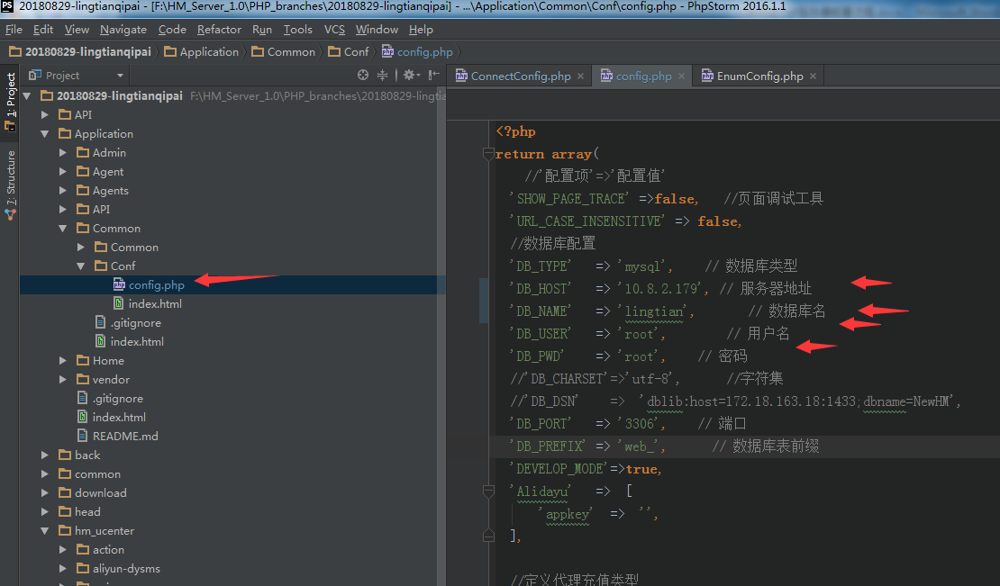 20180829-lingtianqipai - [F:\HM_Server_1.0\PHP_branches\20180829-lingtianqipai] - ...\Application\Common\Conf\config.php - PhpStorm 2016.1.1
File Edit View Navigate Code Refactor Run Tools VCS Window Help
20180829-lingtianqipai Application Common Conf config.php
1: Project
7: Structure
Project
20180829-lingtianqipai F:\HM_Server_1.0\PHP_branches\20180829-lingtia
API
Application
Admin
Agent
Agents
API
Common
Common
Conf
config.php
index.html
.gitignore
index.html
Home
vendor
.gitignore
index.html
README.md
back
common
download
head
hm_ucenter
action
aliyun-dysms
ConnectConfig.php config.php EnumConfig.php
<?php
return array(
//'配置项'=>'配置值'
'SHOW_PAGE_TRACE' =>false, //页面调试工具
'URL_CASE_INSENSITIVE' => false,
//数据库配置
'DB_TYPE' => 'mysql', // 数据库类型
'DB_HOST' => '10.8.2.179', // 服务器地址
'DB_NAME' => 'lingtian', // 数据库名
'DB_USER' => 'root', // 用户名
'DB_PWD' => 'root', // 密码
//'DB_CHARSET'=>'utf-8', //字符集
//'DB_DSN' => 'dblib:host=172.18.163.18:1433;dbname=NewHM',
'DB_PORT' => '3306', // 端口
'DB_PREFIX' => 'web_', // 数据库表前缀
'DEVELOP_MODE'=>true,
'Alidayu' => [
'appkey' => '',
],
//定义代理充值类型